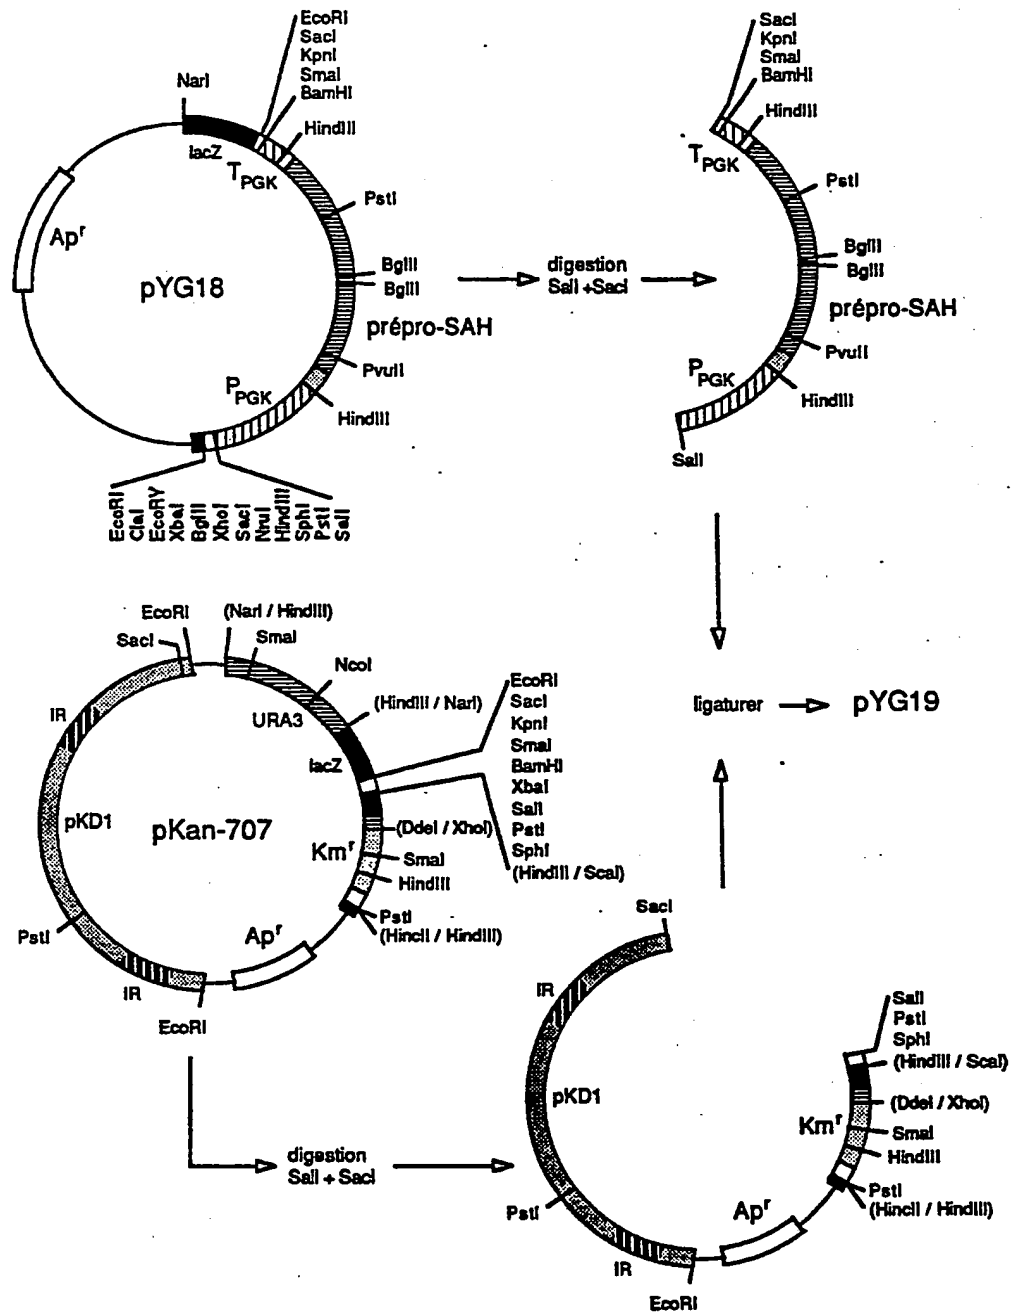 EcoRI
SacI
KpnI
SmaI
BamHI
NarI
HindIII
lacZ
TPGK
PstI
Apʳ
BglII
BglII
pYG18
prépro-SAH
PvuII
PPGK
HindIII
EcoRI
ClaI
EcoRV
XbaI
BglII
XhoI
SacI
NruI
HindIII
SphI
PstI
SalI
digestion
SalI +SacI
SacI
KpnI
SmaI
BamHI
HindIII
TPGK
PstI
BglII
BglII
prépro-SAH
PvuII
PPGK
HindIII
SalI
ligaturer
pYG19
EcoRI
(NarI / HindIII)
SacI
SmaI
NcoI
(HindIII / NarI)
IR
URA3
lacZ
EcoRI
SacI
KpnI
SmaI
BamHI
XbaI
SalI
PstI
SphI
(HindIII / ScaI)
pKD1
pKan-707
(DdeI / XhoI)
Kmʳ
SmaI
HindIII
PstI
(HincII / HindIII)
PstI
Apʳ
IR
EcoRI
digestion
SalI + SacI
SacI
IR
SalI
PstI
SphI
(HindIII / ScaI)
pKD1
(DdeI / XhoI)
Kmʳ
SmaI
HindIII
PstI
(HincII / HindIII)
PstI
Apʳ
IR
EcoRI